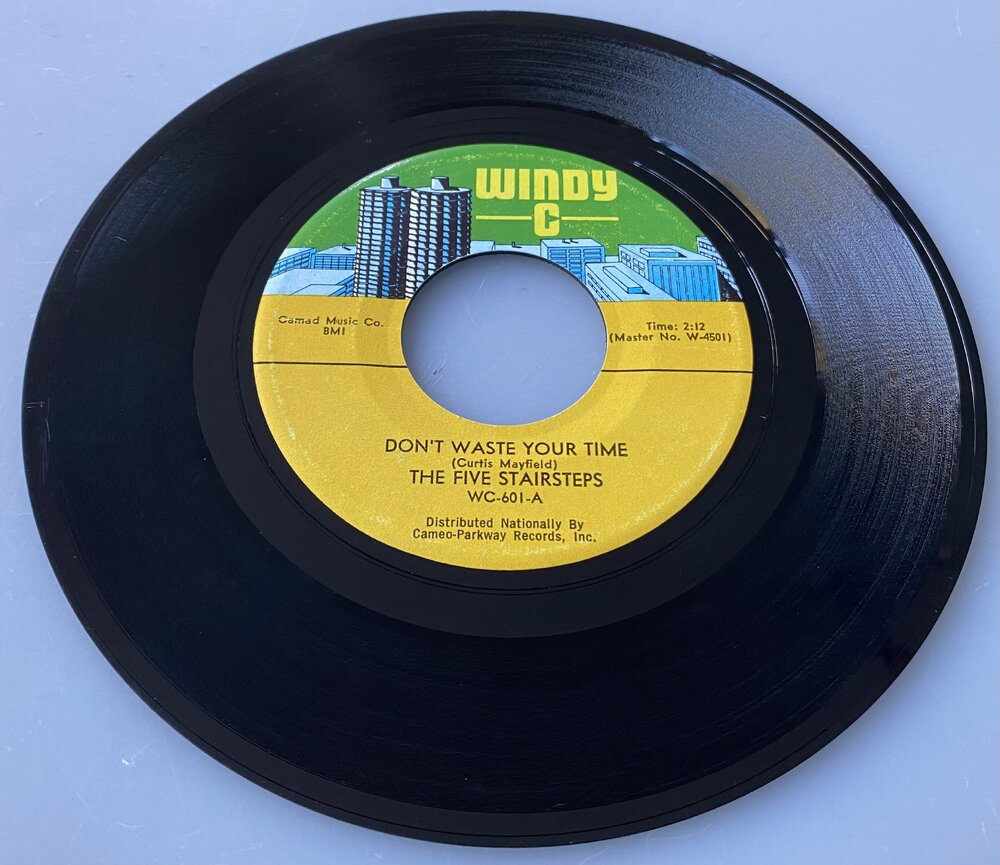 WINDY
C
Camad Music Co.
BMI
Time: 2:12
(Master No. W-4501)
DON'T WASTE YOUR TIME
(Curtis Mayfield)
THE FIVE STAIRSTEPS
WC-601-A
Distributed Nationally By
Cameo-Parkway Records, Inc.